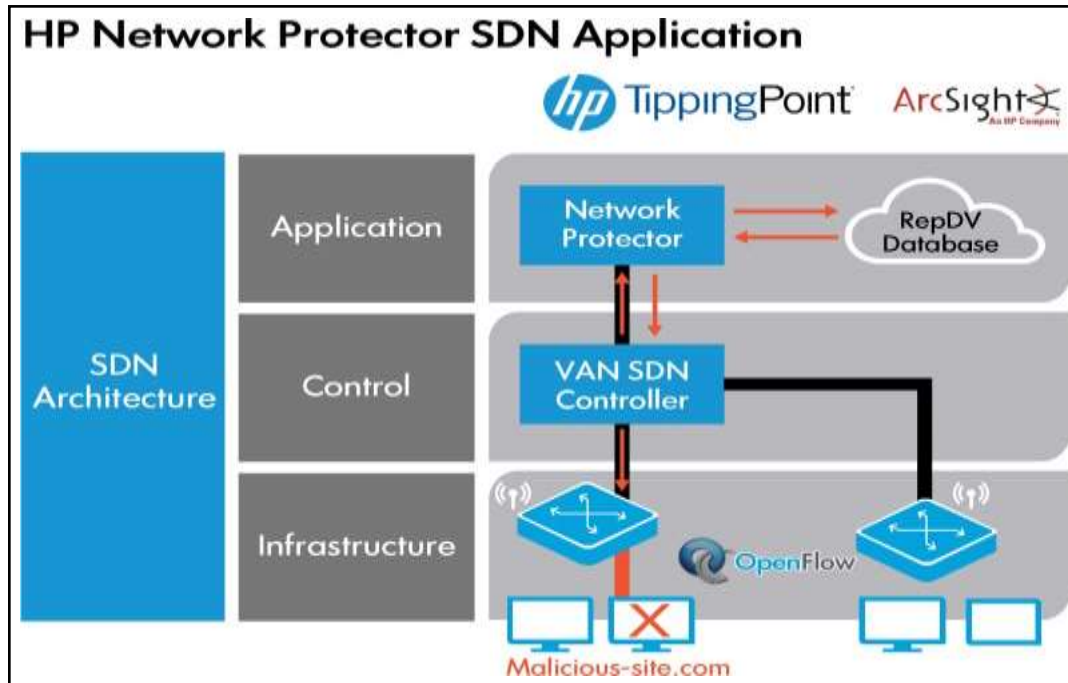 HP Network Protector SDN Application
hp TippingPoint
ArcSight
An HP Company
SDN
Architecture
Application
Network
Protector
RepDV
Database
Control
VAN SDN
Controller
Infrastructure
OpenFlow
Malicious-site.com